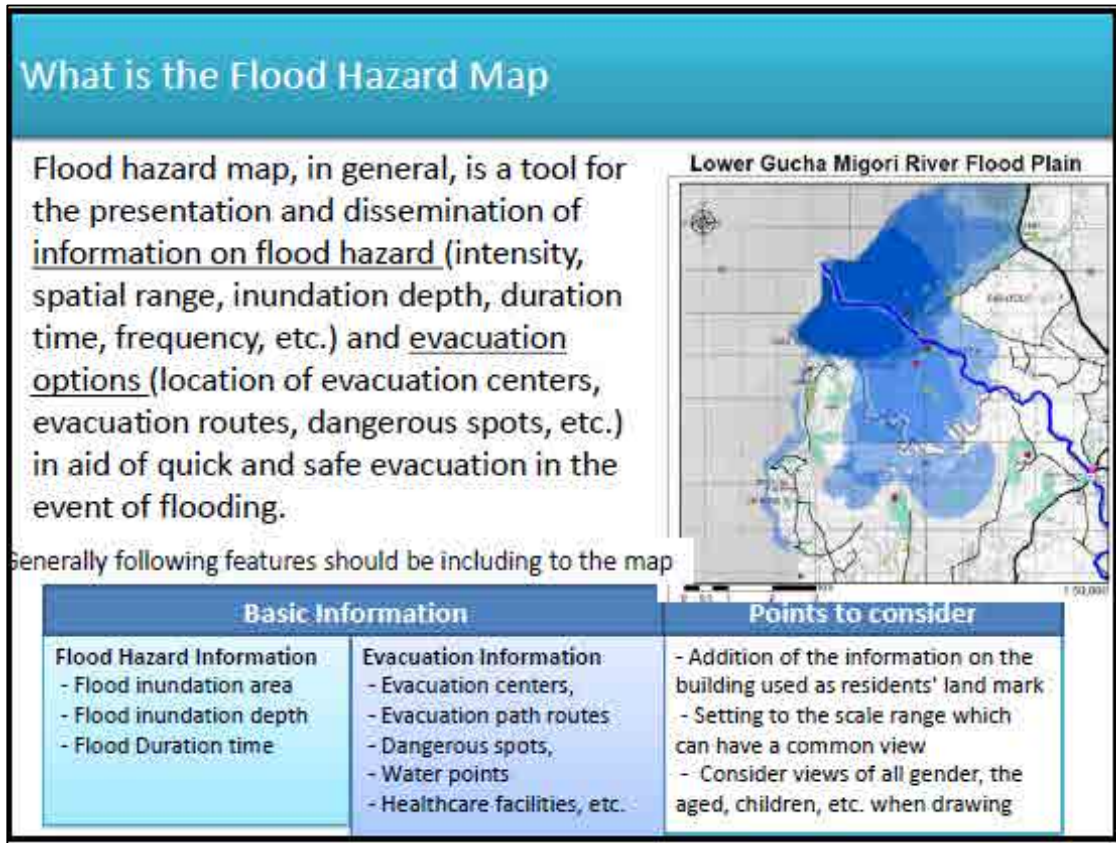 What is the Flood Hazard Map
Flood hazard map, in general, is a tool for
the presentation and dissemination of
information on flood hazard (intensity,
spatial range, inundation depth, duration
time, frequency, etc.) and evacuation
options (location of evacuation centers,
evacuation routes, dangerous spots, etc.)
in aid of quick and safe evacuation in the
event of flooding.
Lower Gucha Migori River Flood Plain
1:50,000
Generally following features should be including to the map
Basic Information
Flood Hazard Information
- Flood inundation area
- Flood inundation depth
- Flood Duration time
Evacuation Information
- Evacuation centers,
- Evacuation path routes
- Dangerous spots,
- Water points
- Healthcare facilities, etc.
Points to consider
- Addition of the information on the
building used as residents' land mark
- Setting to the scale range which
can have a common view
- Consider views of all gender, the
aged, children, etc. when drawing